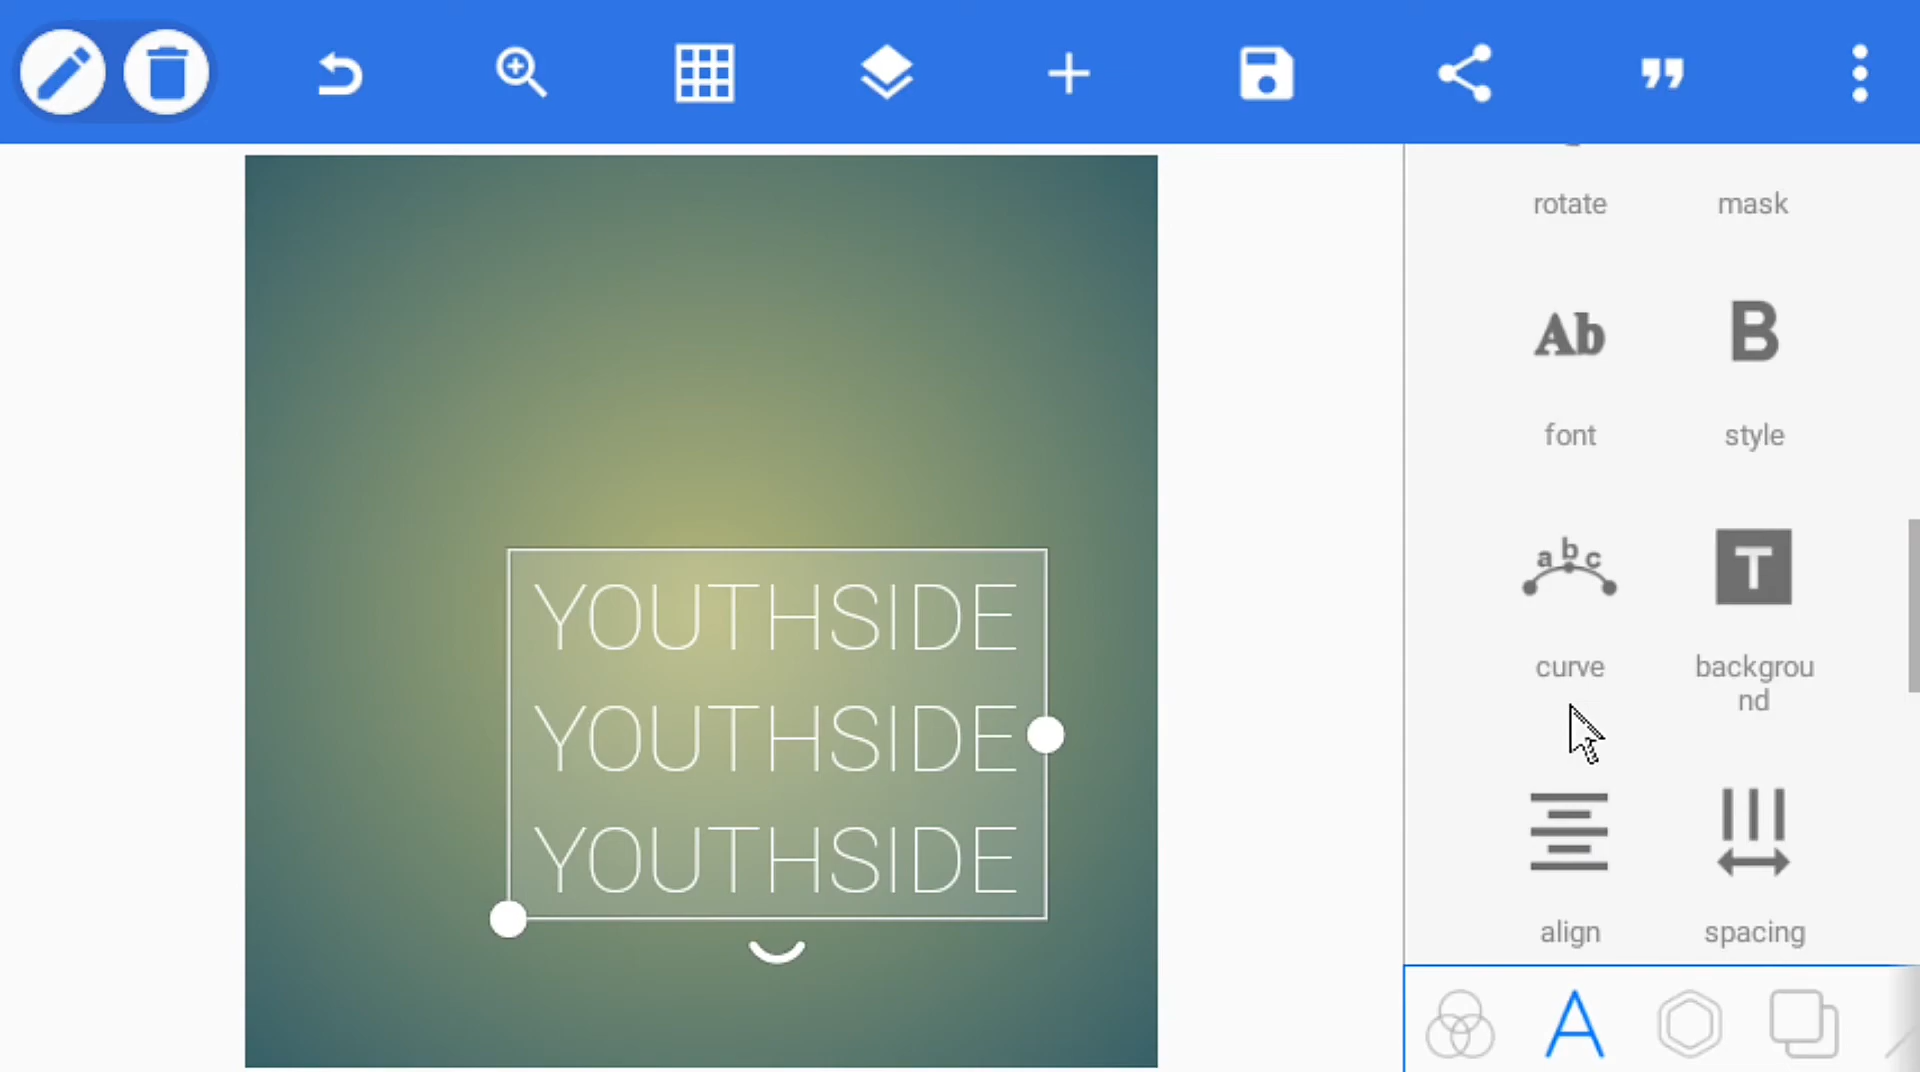 rotate
mask
Ab
B
font
style
abc
T
curve
backgrou
nd
YOUTHSIDE
YOUTHSIDE
YOUTHSIDE
align
spacing
A